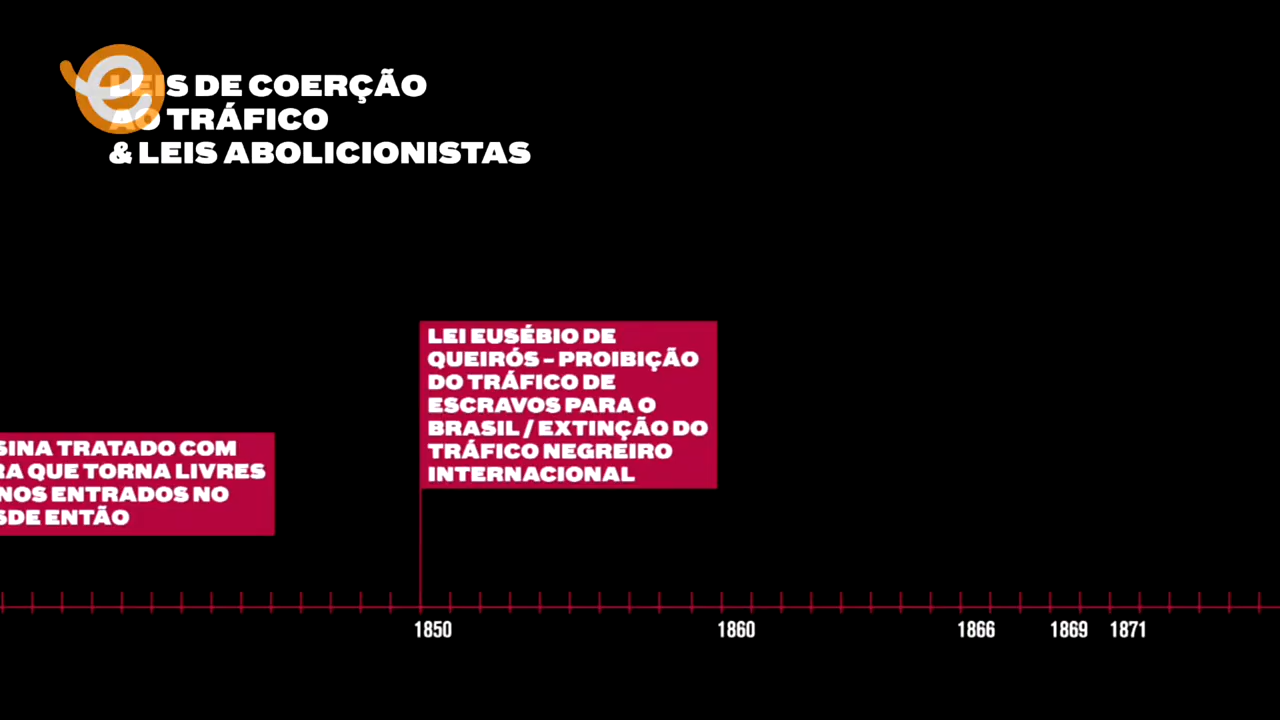 LEIS DE COERÇÃO
AO TRÁFICO
& LEIS ABOLICIONISTAS
LEI EUSÉBIO DE
QUEIRÓS – PROIBIÇÃO
DO TRÁFICO DE
ESCRAVOS PARA O
BRASIL / EXTINÇÃO DO
TRÁFICO NEGREIRO
INTERNACIONAL
SINA TRATADO COM
RA QUE TORNA LIVRES
NOS ENTRADOS NO
SDE ENTÃO
1850 1860 1866 1869 1871